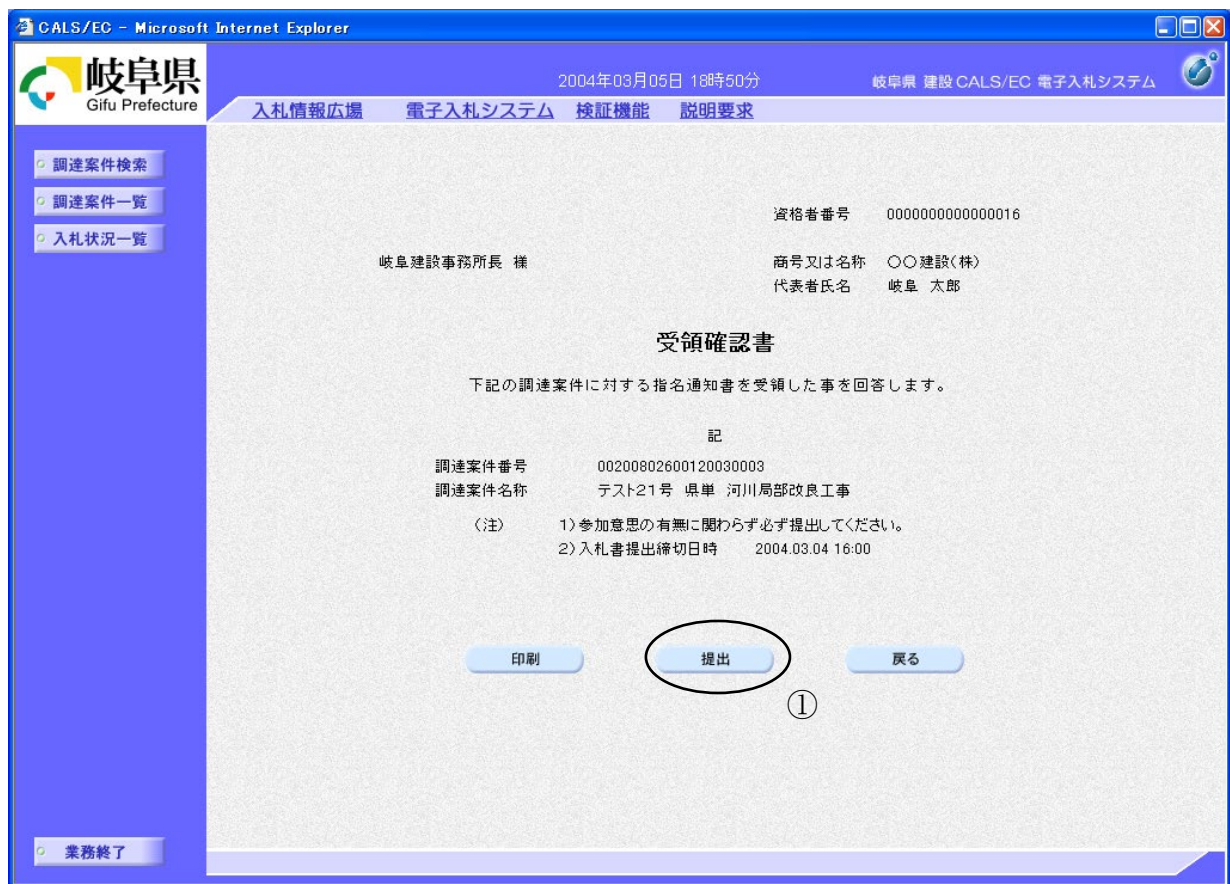 CALS/EC - Microsoft Internet Explorer
岐阜県
Gifu Prefecture
2004年03月05日 18時50分
岐阜県 建設 CALS/EC 電子入札システム
入札情報広場 電子入札システム 検証機能 説明要求
調達案件検索
調達案件一覧
入札状況一覧
資格者番号 0000000000000016
岐阜建設事務所長 様
商号又は名称 〇〇建設(株)
代表者氏名 岐阜 太郎
受領確認書
下記の調達案件に対する指名通知書を受領した事を回答します。
記
調達案件番号 00200802600120030003
調達案件名称 テスト21号 県単 河川局部改良工事
(注) 1)参加意思の有無に関わらず必ず提出してください。
2)入札書提出締切日時 2004.03.04 16:00
印刷 提出 戻る
①
業務終了